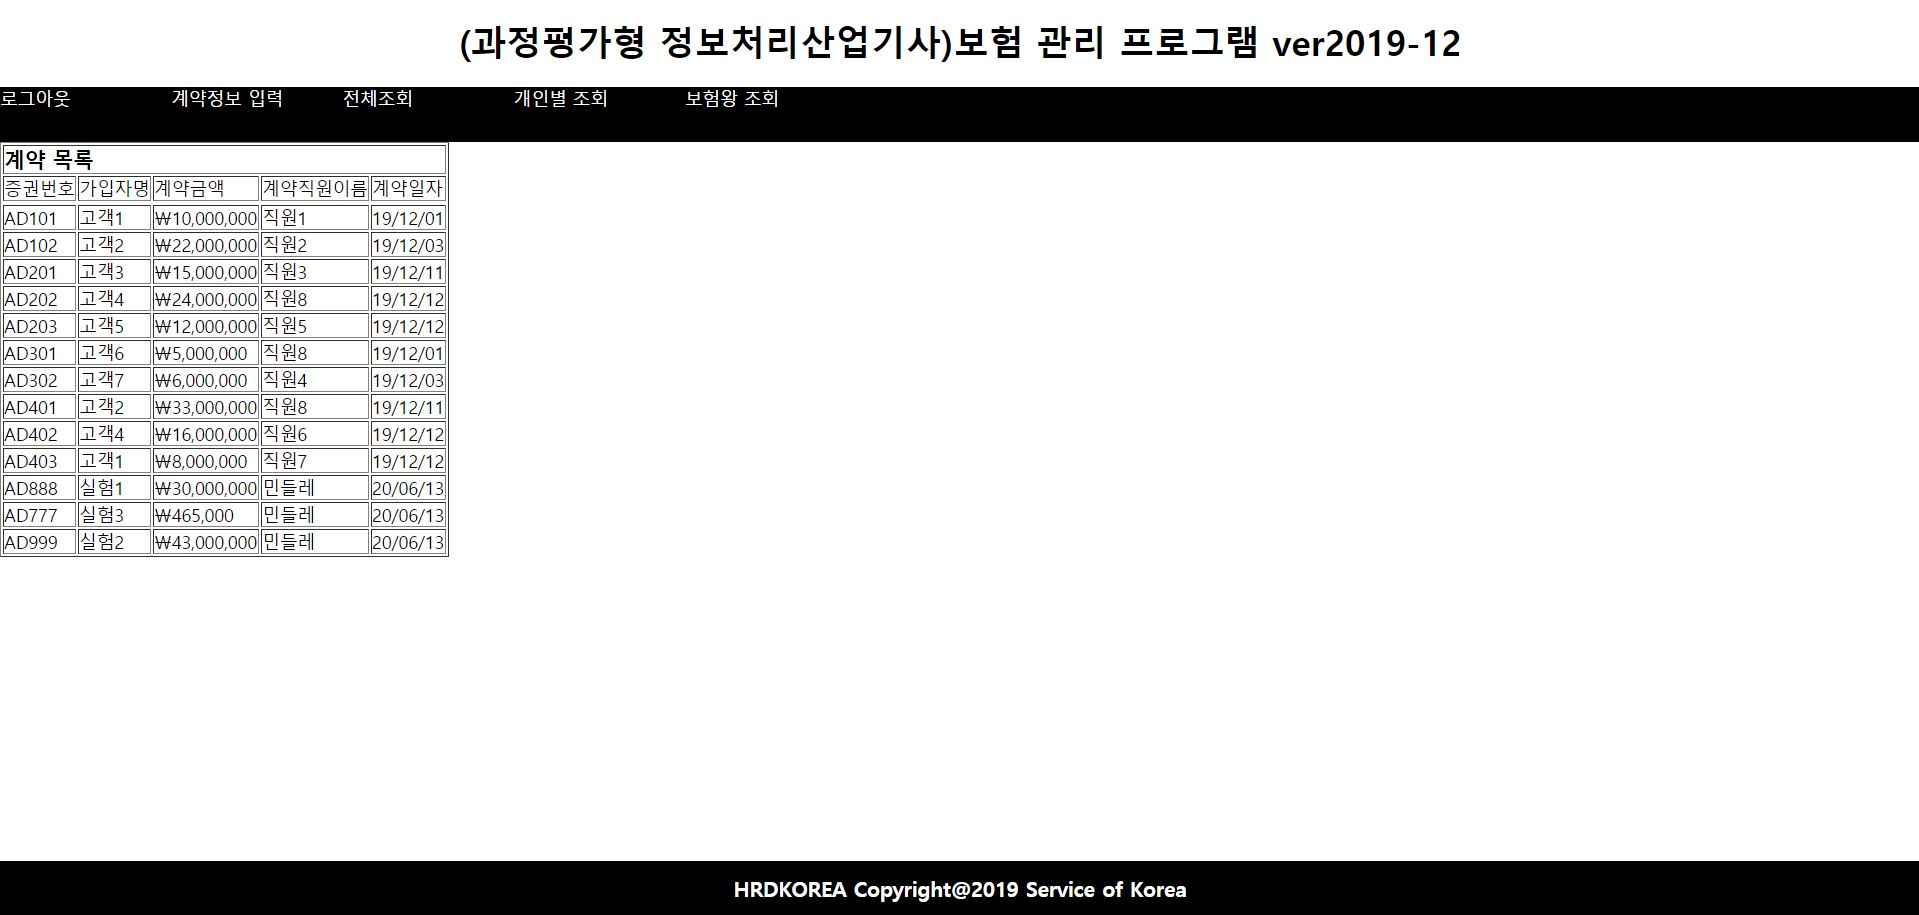 (과정평가형 정보처리산업기사)보험 관리 프로그램 ver2019-12
로그아웃 계약정보 입력 전체조회 개인별 조회 보험왕 조회
계약 목록
증권번호 가입자명 계약금액 계약직원이름 계약일자
AD101 고객1 ₩10,000,000 직원1 19/12/01
AD102 고객2 ₩22,000,000 직원2 19/12/03
AD201 고객3 ₩15,000,000 직원3 19/12/11
AD202 고객4 ₩24,000,000 직원8 19/12/12
AD203 고객5 ₩12,000,000 직원5 19/12/12
AD301 고객6 ₩5,000,000 직원8 19/12/01
AD302 고객7 ₩6,000,000 직원4 19/12/03
AD401 고객2 ₩33,000,000 직원8 19/12/11
AD402 고객4 ₩16,000,000 직원6 19/12/12
AD403 고객1 ₩8,000,000 직원7 19/12/12
AD888 실험1 ₩30,000,000 민들레 20/06/13
AD777 실험3 ₩465,000 민들레 20/06/13
AD999 실험2 ₩43,000,000 민들레 20/06/13
HRDKOREA Copyright@2019 Service of Korea